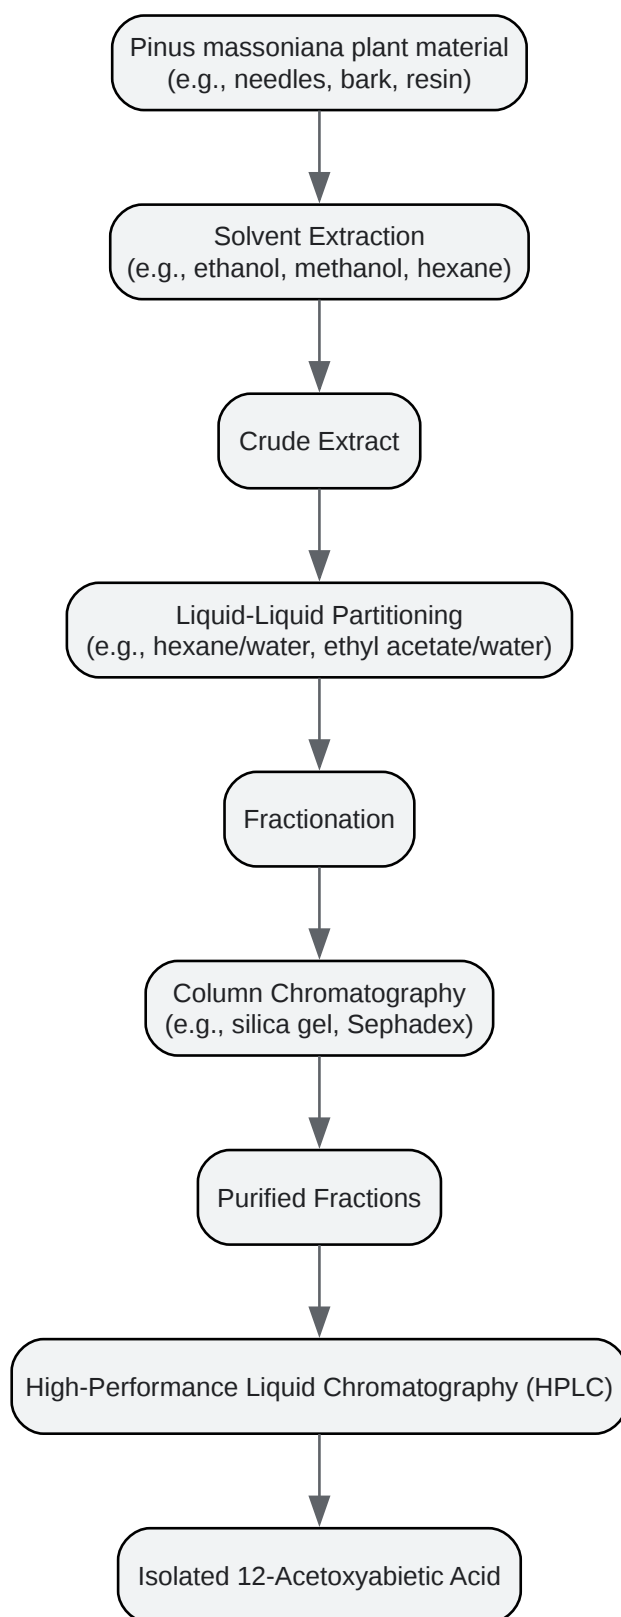 Pinus massoniana plant material
(e.g., needles, bark, resin)
Solvent Extraction
(e.g., ethanol, methanol, hexane)
Crude Extract
Liquid-Liquid Partitioning
(e.g., hexane/water, ethyl acetate/water)
Fractionation
Column Chromatography
(e.g., silica gel, Sephadex)
Purified Fractions
High-Performance Liquid Chromatography (HPLC)
Isolated 12-Acetoxyabietic Acid